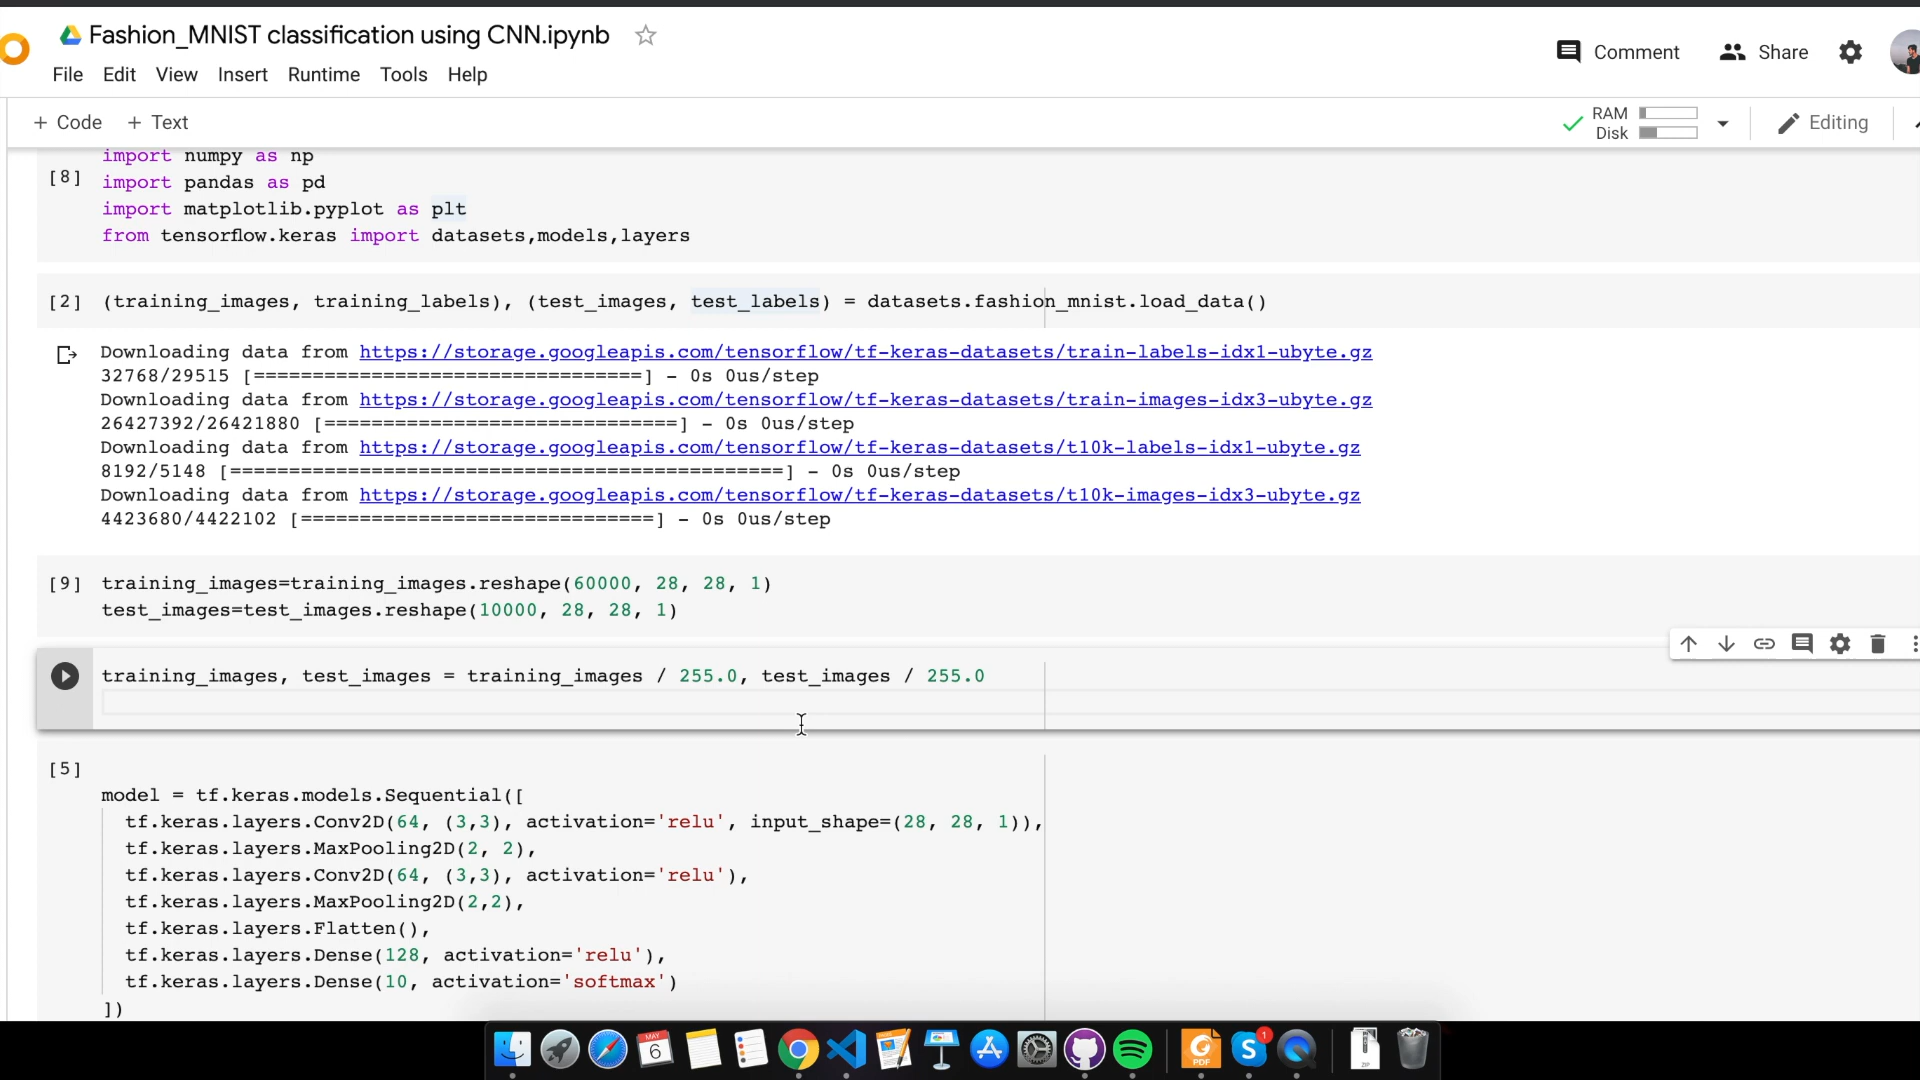 Fashion_MNIST classification using CNN.ipynb
Comment
Share
File Edit View Insert Runtime Tools Help
+ Code + Text
RAM
Disk
Editing
import numpy as np
[8]
import pandas as pd
import matplotlib.pyplot as plt
from tensorflow.keras import datasets,models,layers
[2] (training_images, training_labels), (test_images, test_labels) = datasets.fashion_mnist.load_data()
Downloading data from https://storage.googleapis.com/tensorflow/tf-keras-datasets/train-labels-idx1-ubyte.gz
32768/29515 [=================================] - 0s 0us/step
Downloading data from https://storage.googleapis.com/tensorflow/tf-keras-datasets/train-images-idx3-ubyte.gz
26427392/26421880 [==============================] - 0s 0us/step
Downloading data from https://storage.googleapis.com/tensorflow/tf-keras-datasets/t10k-labels-idx1-ubyte.gz
8192/5148 [===============================================] - 0s 0us/step
Downloading data from https://storage.googleapis.com/tensorflow/tf-keras-datasets/t10k-images-idx3-ubyte.gz
4423680/4422102 [==============================] - 0s 0us/step
[9] training_images=training_images.reshape(60000, 28, 28, 1)
test_images=test_images.reshape(10000, 28, 28, 1)
training_images, test_images = training_images / 255.0, test_images / 255.0
[5]
model = tf.keras.models.Sequential([
tf.keras.layers.Conv2D(64, (3,3), activation='relu', input_shape=(28, 28, 1)),
tf.keras.layers.MaxPooling2D(2, 2),
tf.keras.layers.Conv2D(64, (3,3), activation='relu'),
tf.keras.layers.MaxPooling2D(2,2),
tf.keras.layers.Flatten(),
tf.keras.layers.Dense(128, activation='relu'),
tf.keras.layers.Dense(10, activation='softmax')
])
MAY
6
PDF
S
1
ZIP